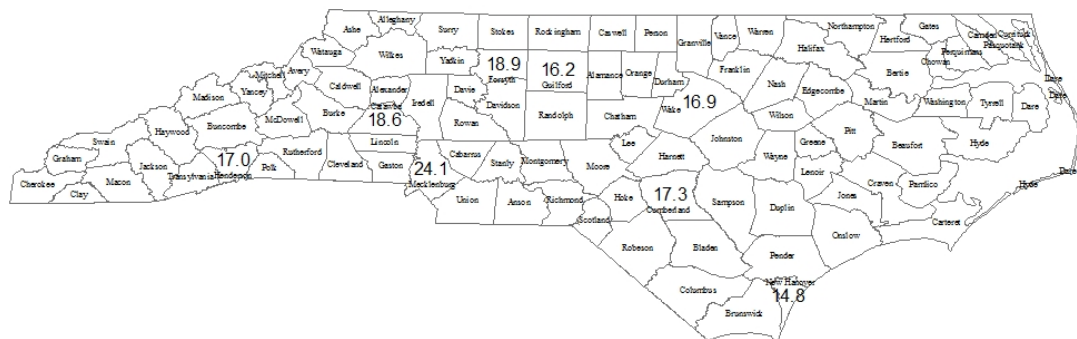 Ashe
Alleghany
Surry
Stokes
Rockingham
Caswell
Person
Granville
Vance
Warren
Northampton
Gates
Hertford
Camden
Currituck
Pasquotank
Perquimans
Chowan
Halifax
Watauga
Wilkes
Yadkin
18.9
Forsyth
16.2
Guilford
Alamance
Orange
Durham
Franklin
Nash
Edgecombe
Bertie
Mitchell
Avery
Caldwell
Alexander
Iredell
Davie
Davidson
Randolph
Chatham
Wake
16.9
Wilson
Martin
Washington
Tyrrell
Dare
Dare
Dare
Madison
Yancey
McDowell
Burke
Catawba
18.6
Rowan
Lincoln
Johnston
Pitt
Greene
Beaufort
Hyde
Haywood
Buncombe
Swain
Graham
Jackson
17.0
Henderson
Transylvania
Polk
Rutherford
Cleveland
Gaston
24.1
Mecklenburg
Cabarrus
Stanly
Montgomery
Moore
Lee
Harnett
Wayne
Lenoir
Craven
Pamlico
Hyde
Dare
Cherokee
Clay
Macon
Union
Anson
Richmond
Scotland
Hoke
17.3
Cumberland
Sampson
Duplin
Jones
Carteret
Onslow
Robeson
Bladen
Pender
New Hanover
14.8
Columbus
Brunswick